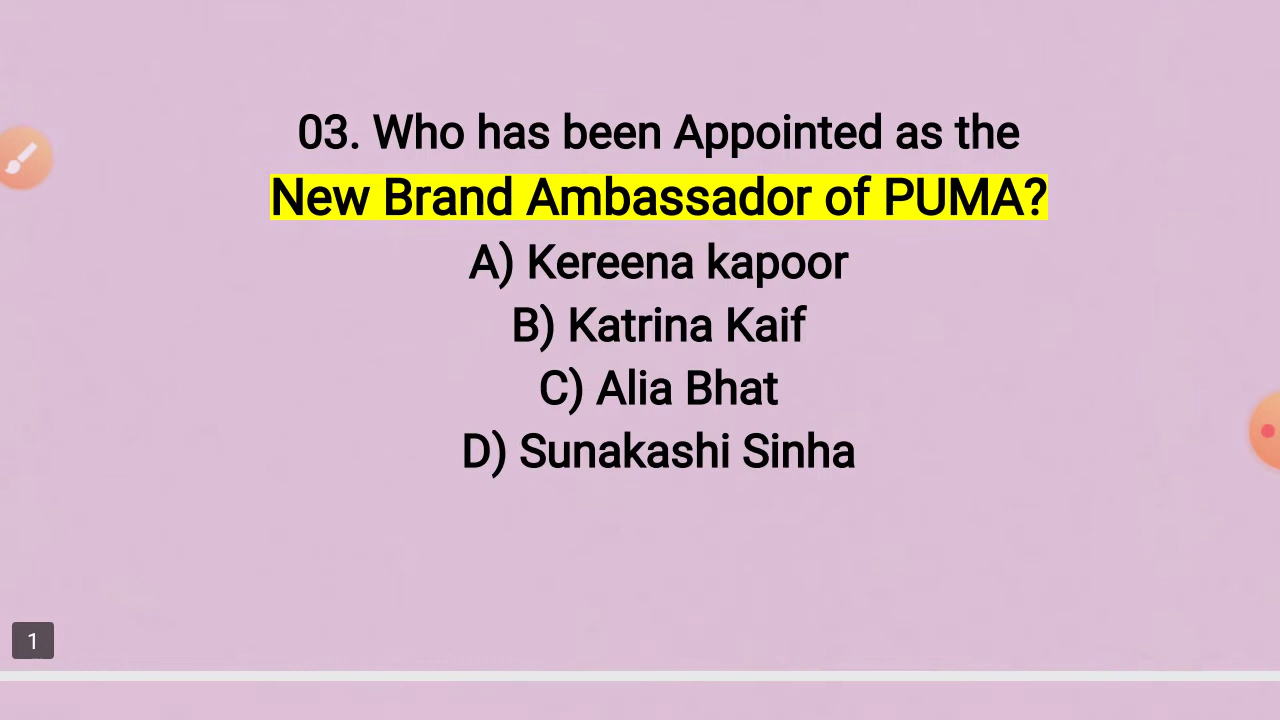 03. Who has been Appointed as the
New Brand Ambassador of PUMA?
A) Kereena kapoor
B) Katrina Kaif
C) Alia Bhat
D) Sunakashi Sinha
1